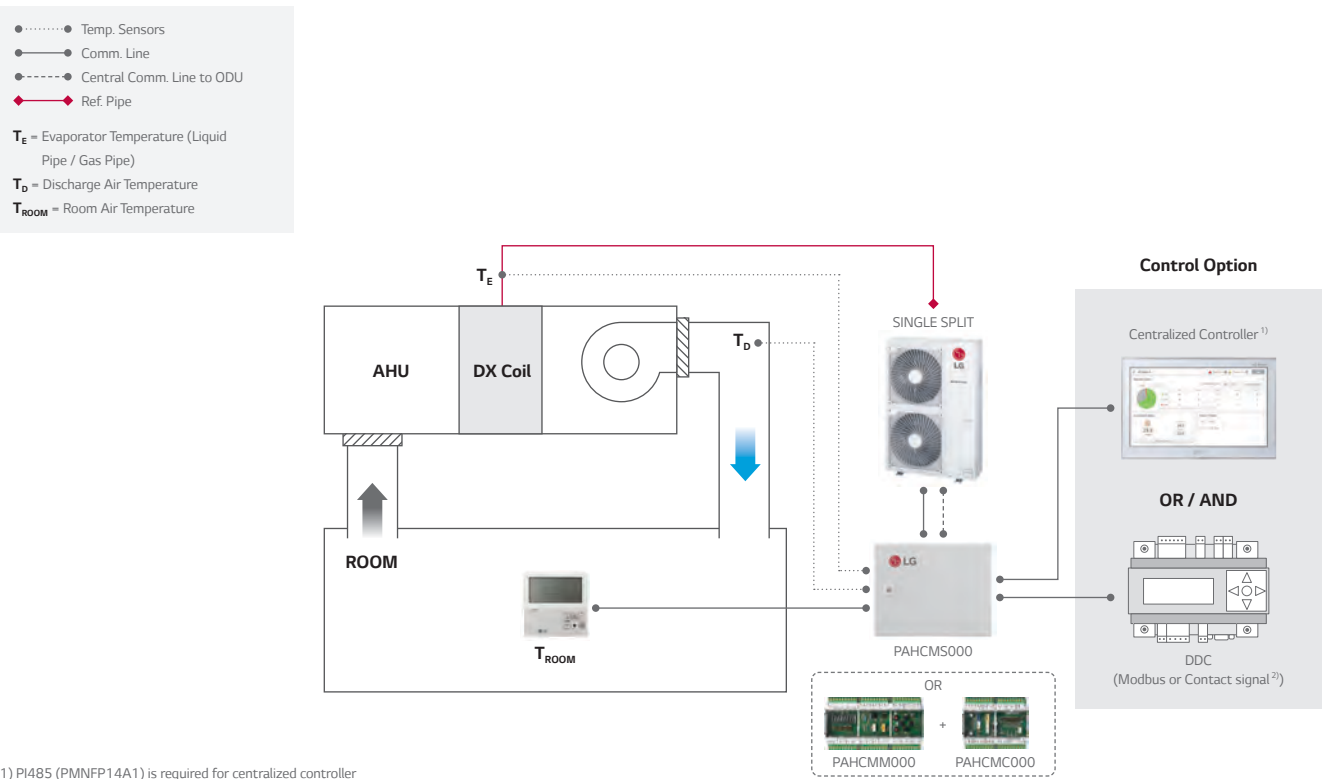 Temp. Sensors
Comm. Line
Central Comm. Line to ODU
Ref. Pipe
TE = Evaporator Temperature (Liquid
Pipe / Gas Pipe)
TD = Discharge Air Temperature
TROOM = Room Air Temperature
Control Option
TE
SINGLE SPLIT
Centralized Controller 1)
TD
AHU
DX Coil
LG
OR / AND
ROOM
LG
TROOM
PAHCMS000
DDC
(Modbus or Contact signal 2))
OR
+
PAHCMM000
PAHCMC000
1) PI485 (PMNFP14A1) is required for centralized controller